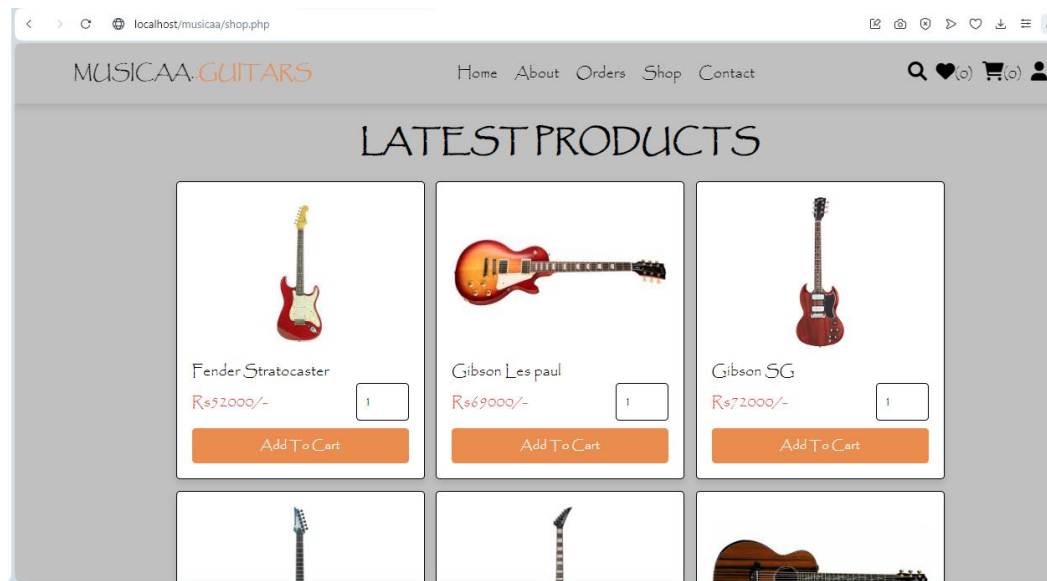 localhost/musicaa/shop.php
MUSICAA.GUITARS Home About Orders Shop Contact (0) (0)
LATEST PRODUCTS
Fender Stratocaster
Rs52000/- 1
Add To Cart
Gibson Les paul
Rs69000/- 1
Add To Cart
Gibson SG
Rs72000/- 1
Add To Cart